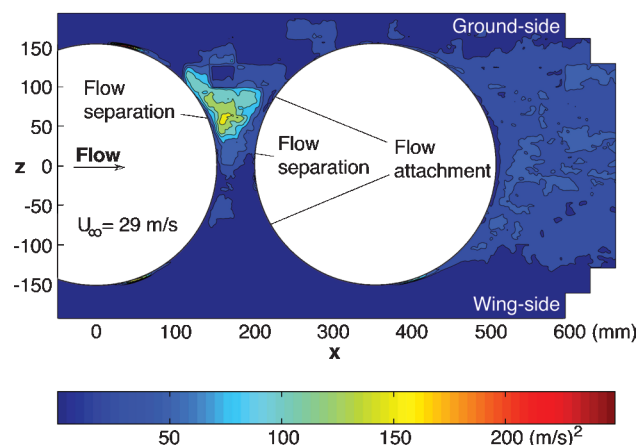 Ground-side
150
100
50
0
-50
-100
-150
z
Flow
separation
Flow
U∞= 29 m/s
Flow
separation
Flow
attachment
Wing-side
0 100 200 300 400 500 600 (mm)
x
50 100 150 200 (m/s)²